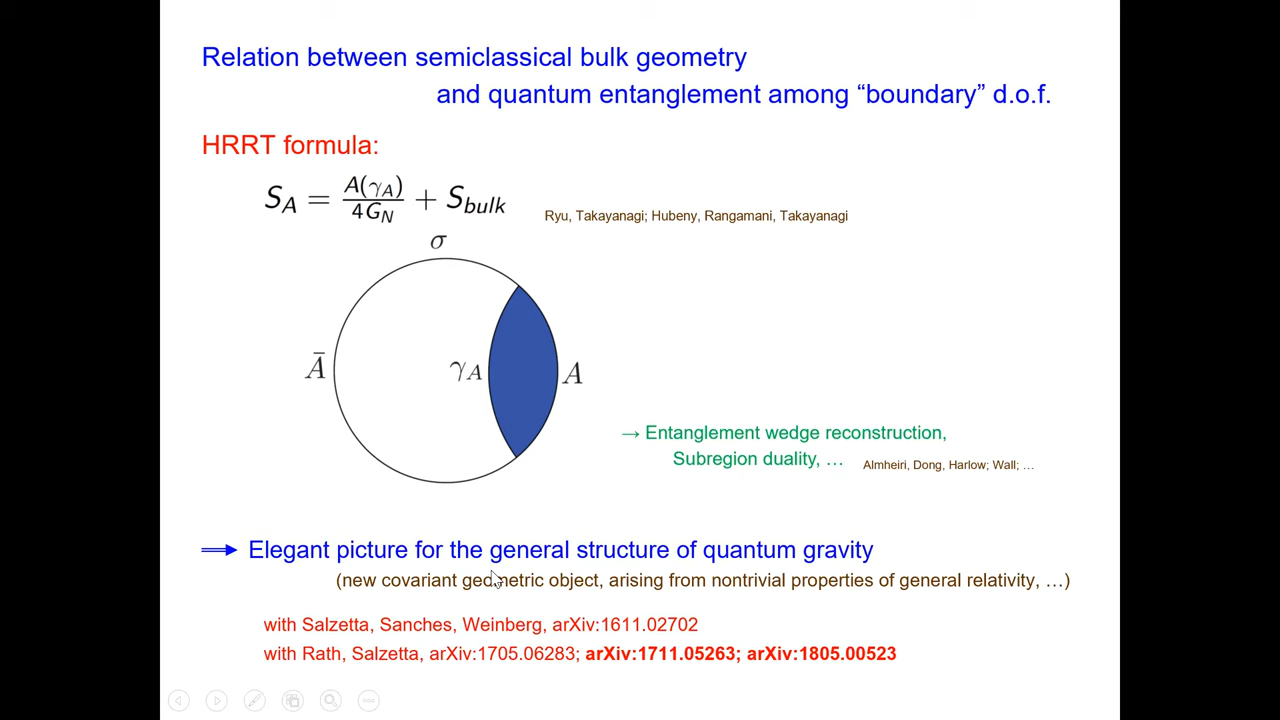 Relation between semiclassical bulk geometry
and quantum entanglement among “boundary” d.o.f.
HRRT formula:
S_A = A(γ_A)/4G_N + S_bulk
Ryu, Takayanagi; Hubeny, Rangamani, Takayanagi
σ
Ā
γ_A
A
→ Entanglement wedge reconstruction,
Subregion duality, …
Almheiri, Dong, Harlow; Wall; …
⟹ Elegant picture for the general structure of quantum gravity
(new covariant geometric object, arising from nontrivial properties of general relativity, …)
with Salzetta, Sanches, Weinberg, arXiv:1611.02702
with Rath, Salzetta, arXiv:1705.06283; arXiv:1711.05263; arXiv:1805.00523